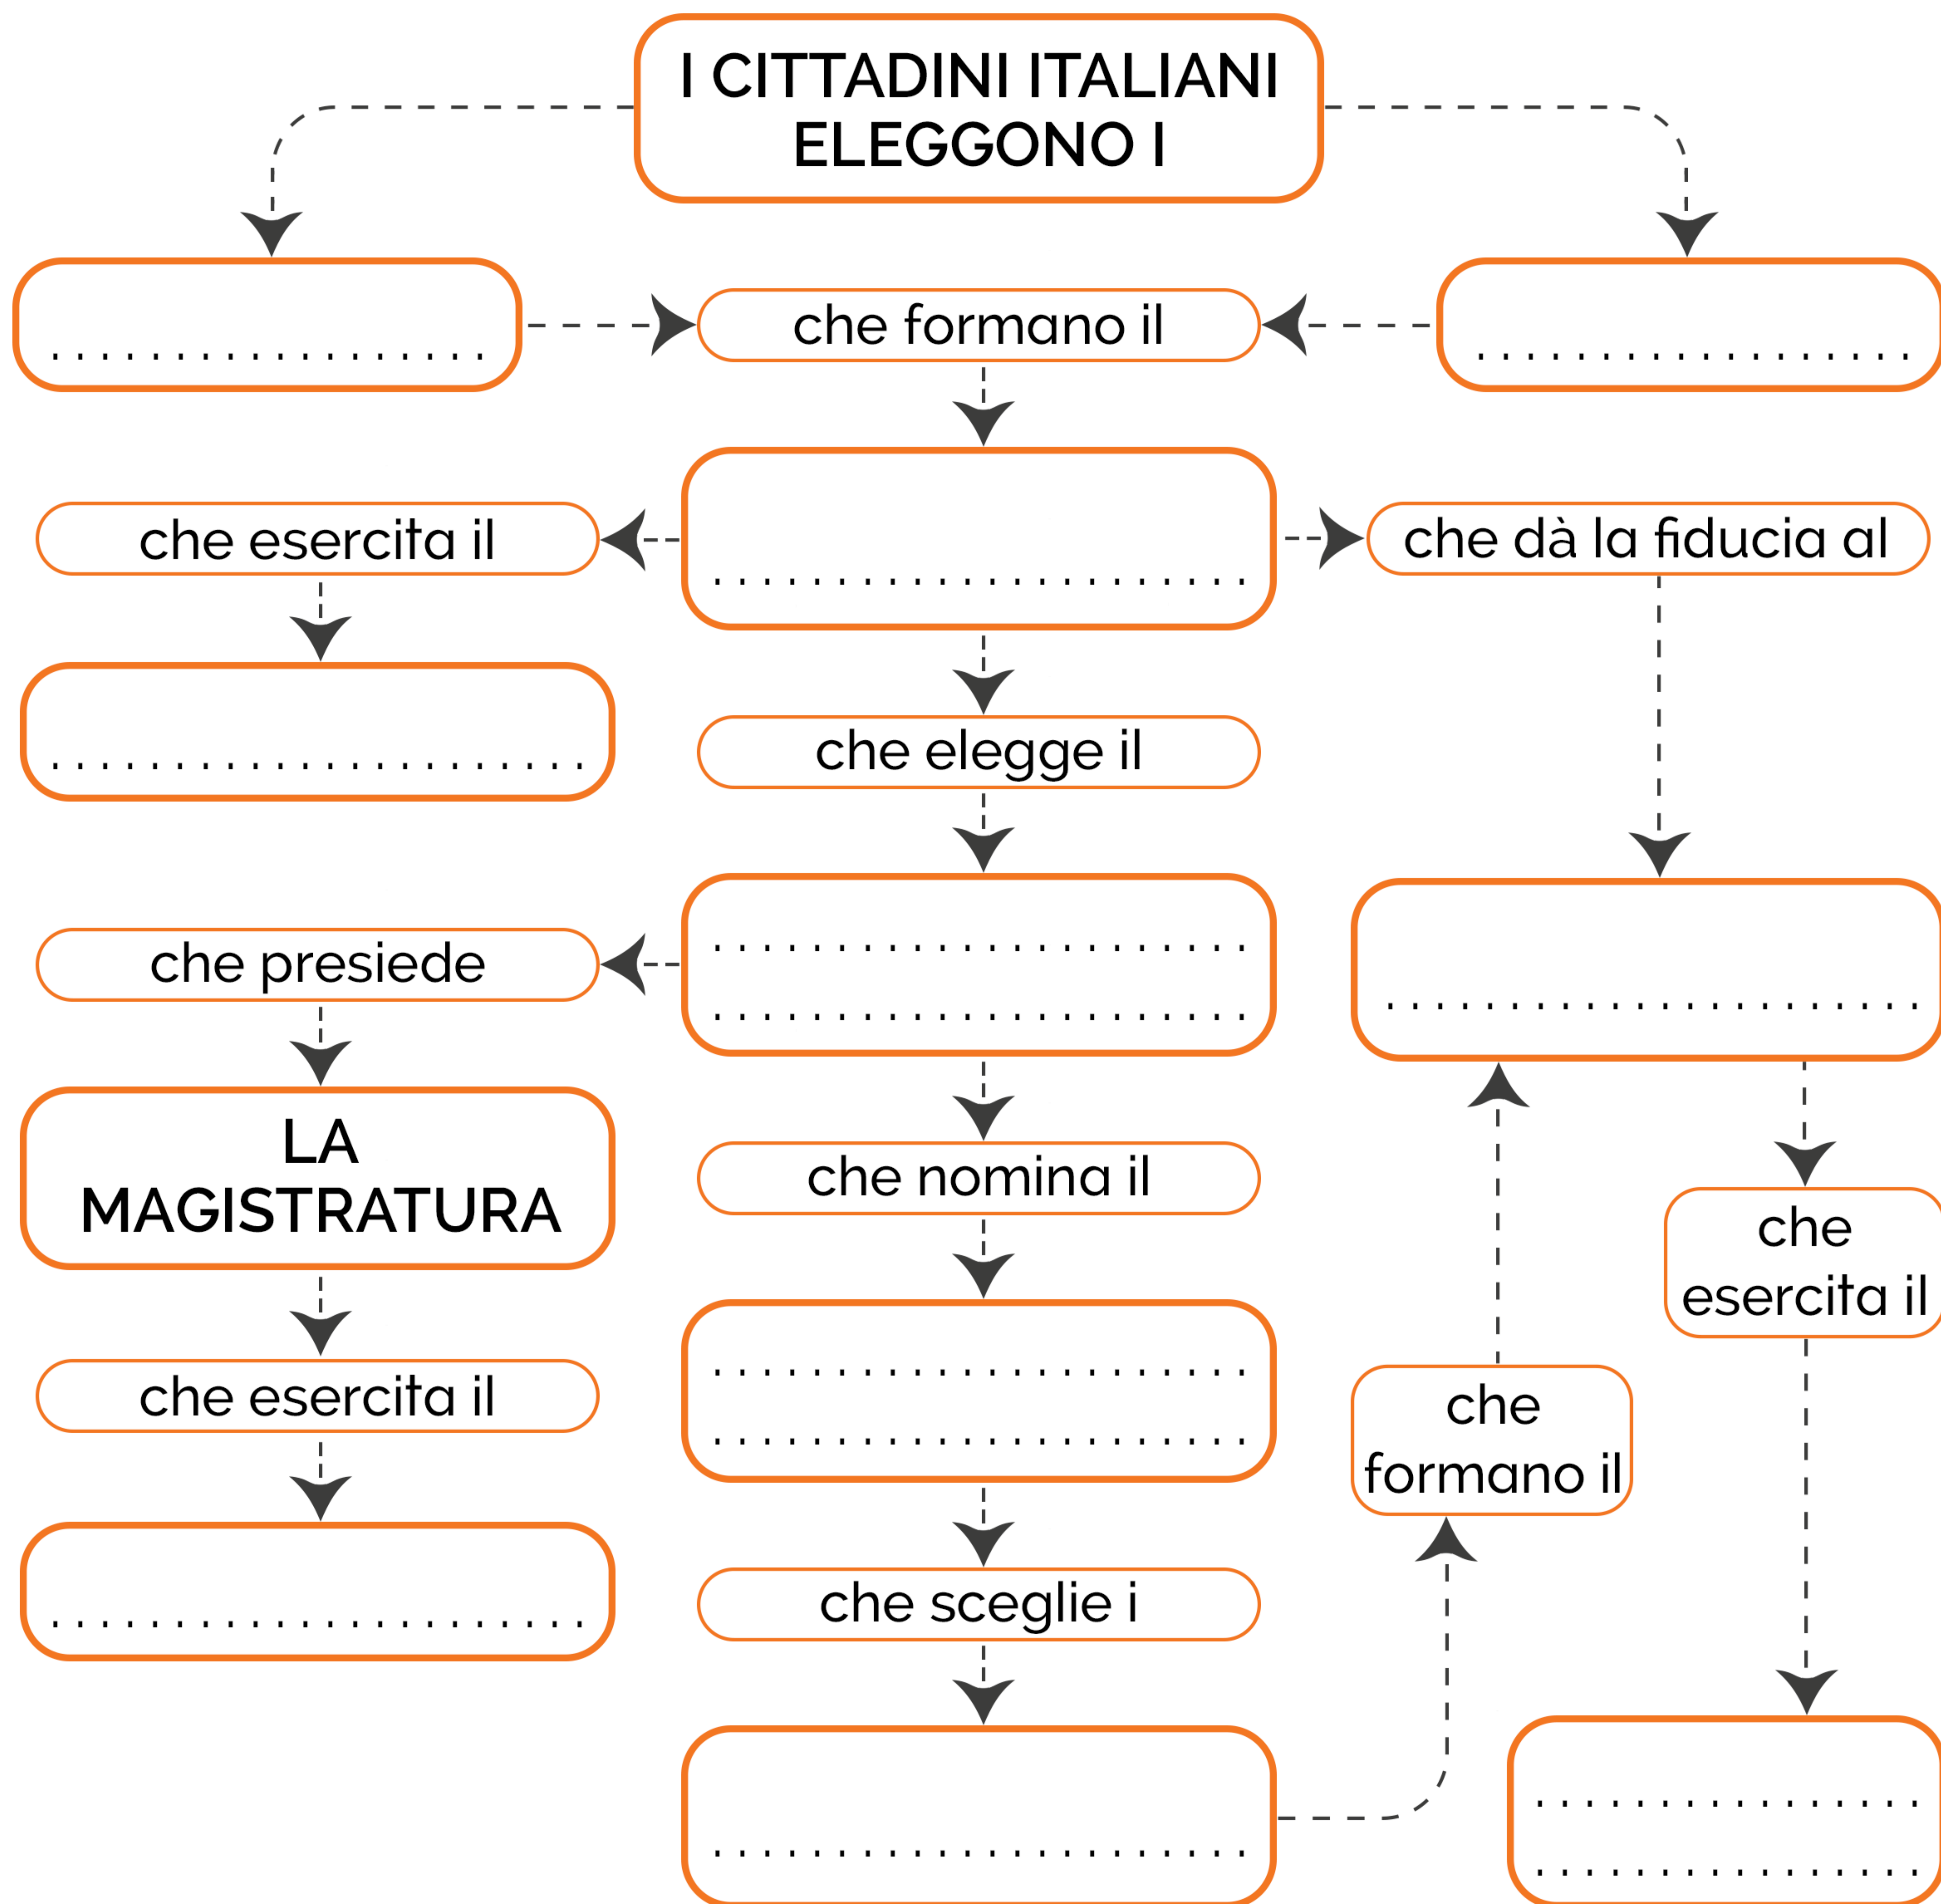 I CITTADINI ITALIANI
ELEGGONO I
che formano il
che esercita il
che dà la fiducia al
che elegge il
che presiede
LA
MAGISTRATURA
che nomina il
che
esercita il
che esercita il
che
formano il
che sceglie i